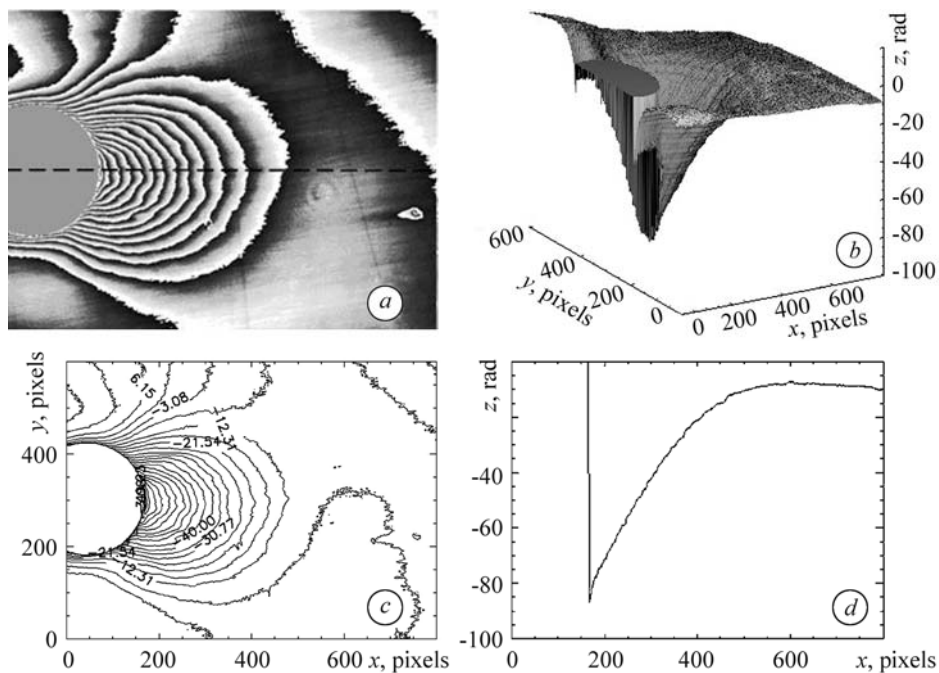 a
z, rad
0
-20
-40
-60
-80
-100
600
400
200
0
y, pixels
0 200 400 600
x, pixels
b
y, pixels
400
200
0
6.15
-3.08
-12.31
-21.54
-40.00
-30.77
-21.54
-12.31
c
0 200 400 600 x, pixels
z, rad
-40
-60
-80
-100
d
0 200 400 x, pixels